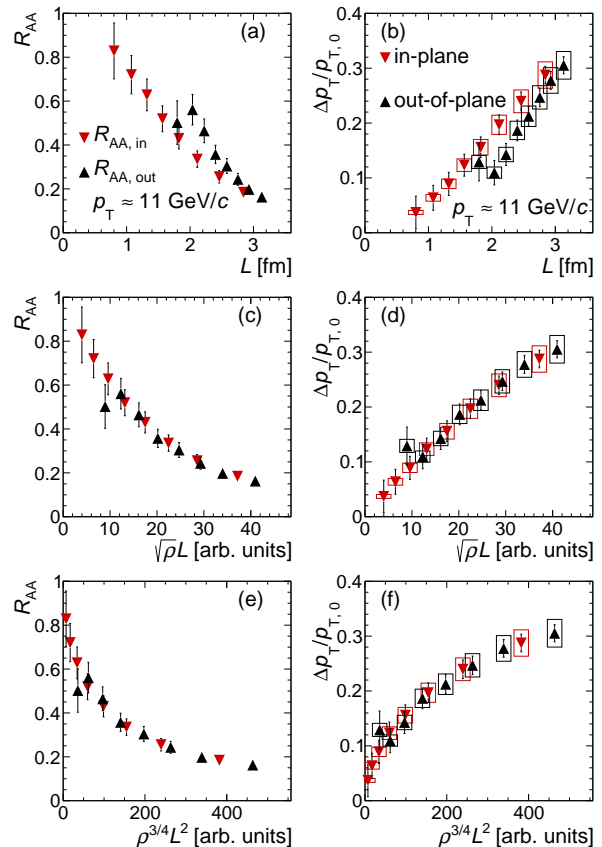 R_AA
1
0.8
0.6
0.4
0.2
0
(a)
R_AA, in
R_AA, out
p_T ≈ 11 GeV/c
0 1 2 3
L [fm]
Δp_T/p_T, 0
0.4
0.3
0.2
0.1
0
(b)
in-plane
out-of-plane
p_T ≈ 11 GeV/c
0 1 2 3
L [fm]
R_AA
1
0.8
0.6
0.4
0.2
0
(c)
0 10 20 30 40
√ρL [arb. units]
Δp_T/p_T, 0
0.4
0.3
0.2
0.1
0
(d)
0 10 20 30 40
√ρL [arb. units]
R_AA
1
0.8
0.6
0.4
0.2
0
(e)
0 200 400
ρ^3/4L^2 [arb. units]
Δp_T/p_T, 0
0.4
0.3
0.2
0.1
0
(f)
0 200 400
ρ^3/4L^2 [arb. units]